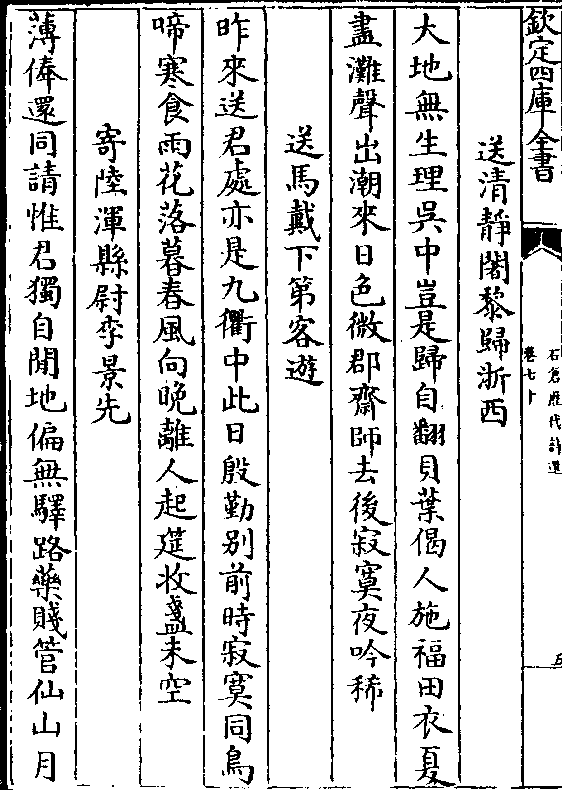 欽定四庫全書
石倉歷代詩選
卷七十
五
送清靜闍黎歸浙西
大地無生理吳中豈是歸自翻貝葉偈人施福田衣夏
盡灘聲出潮來日色微郡齋師去後寂寞夜吟稀
送馬戴下第客遊
昨來送君處亦是九衢中此日殷勤别前時寂寞同鳥
啼寒食雨花落暮春風向晚離人起筵收盞未空
寄陸渾縣尉李景先
薄俸還同請惟君獨自閒地偏無驛路藥賤管仙山月